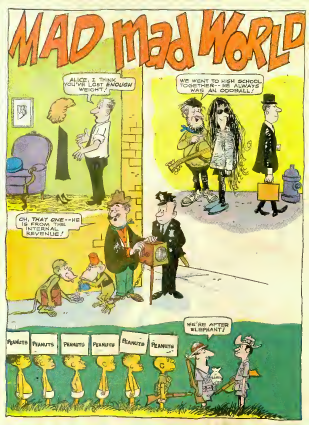 MAD mad WORLD
ALICE, I THINK
YOU'VE LOST ENOUGH
WEIGHT!
WE WENT TO HIGH SCHOOL
TOGETHER--HE ALWAYS
WAS AN ODDBALL!
OH, THAT ONE--HE
IS FROM THE
INTERNAL
REVENUE!
PEANUTS PEANUTS PEANUTS PEANUTS PEANUTS PEANUTS
WE'RE AFTER
ELEPHANT!